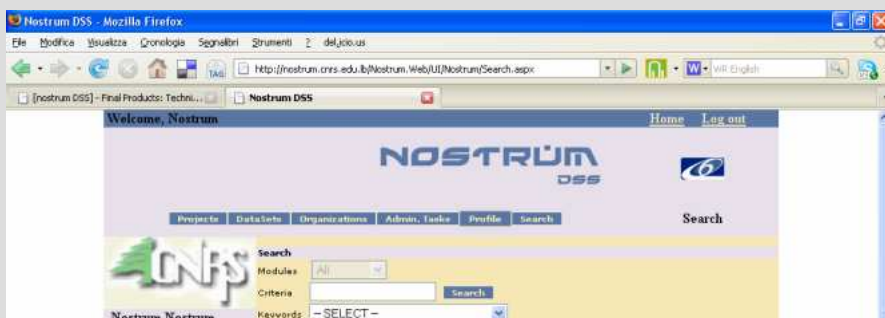 Nostrum DSS - Mozilla Firefox
File Modifica Visualizza Cronologia Segnalibri Strumenti ? del.icio.us
TAG http://nostrum.cnrs.edu.lb/Nostrum.Web/UI/Nostrum/Search.aspx W WR English
[nostrum DSS] - Final Products: Techni... Nostrum DSS
Welcome, Nostrum Home Log out
NOSTRUM
DSS
6
Projects DataSets Organizations Admin. Tasks Profile Search Search
CNRS
Search
Modules All
Criteria Search
Keywords -- SELECT --
Nostrum Nostrum